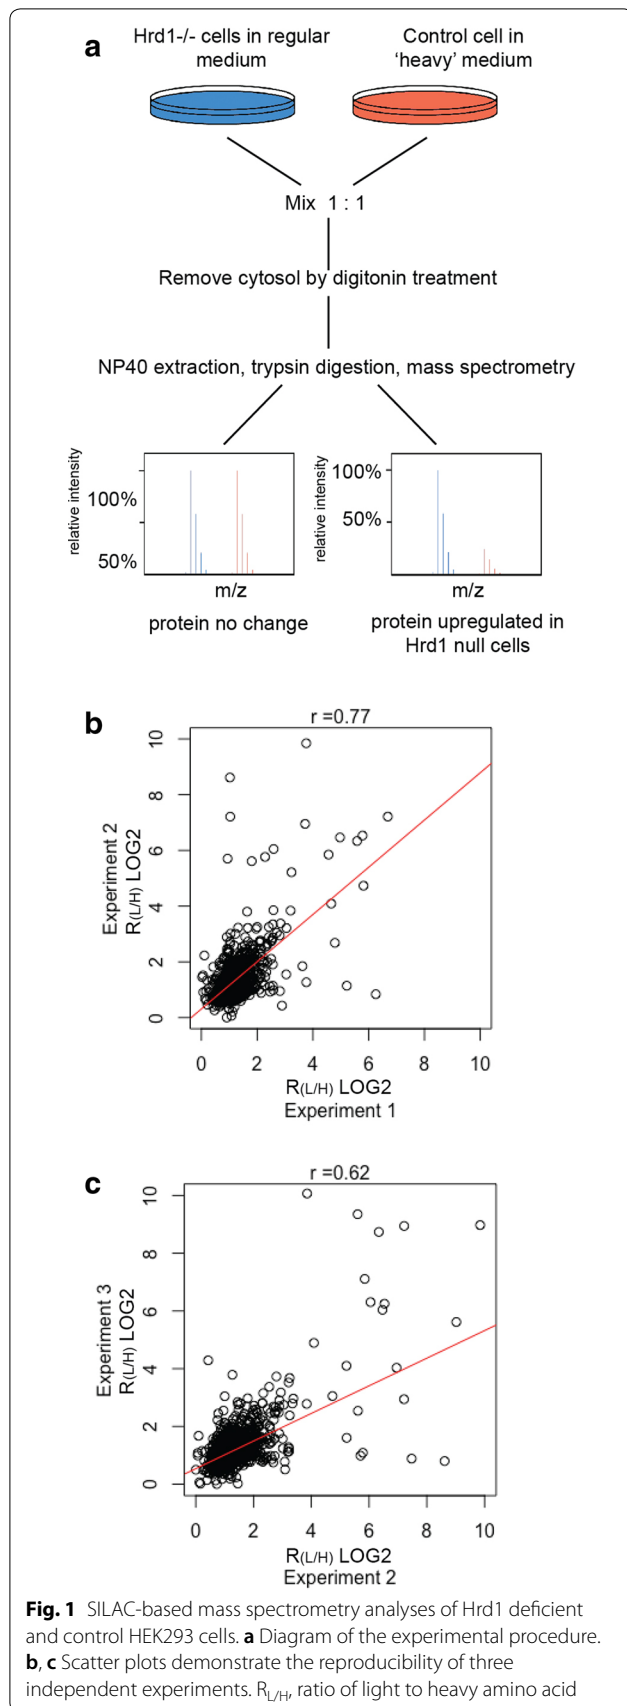 a
Hrd1-/- cells in regular
medium
Control cell in
‘heavy’ medium
Mix 1 : 1
Remove cytosol by digitonin treatment
NP40 extraction, trypsin digestion, mass spectrometry
relative intensity
100%
50%
m/z
protein no change
relative intensity
100%
50%
m/z
protein upregulated in
Hrd1 null cells
b
r =0.77
Experiment 2
R(L/H) LOG2
10
8
6
4
2
0
0 2 4 6 8 10
R(L/H) LOG2
Experiment 1
c
r =0.62
Experiment 3
R(L/H) LOG2
10
8
6
4
2
0
0 2 4 6 8 10
R(L/H) LOG2
Experiment 2
Fig. 1 SILAC-based mass spectrometry analyses of Hrd1 deficient
and control HEK293 cells. a Diagram of the experimental procedure.
b, c Scatter plots demonstrate the reproducibility of three
independent experiments. RL/H, ratio of light to heavy amino acid